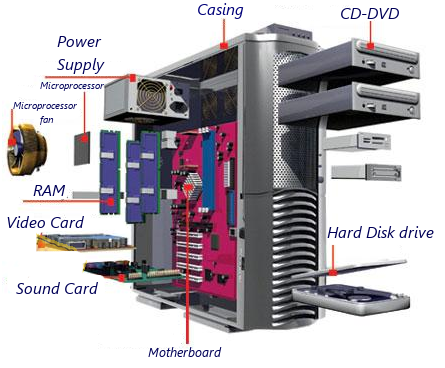 Casing
CD-DVD
Power
Supply
Microprocessor
Microprocessor
fan
RAM
Video Card
Hard Disk drive
Sound Card
Motherboard